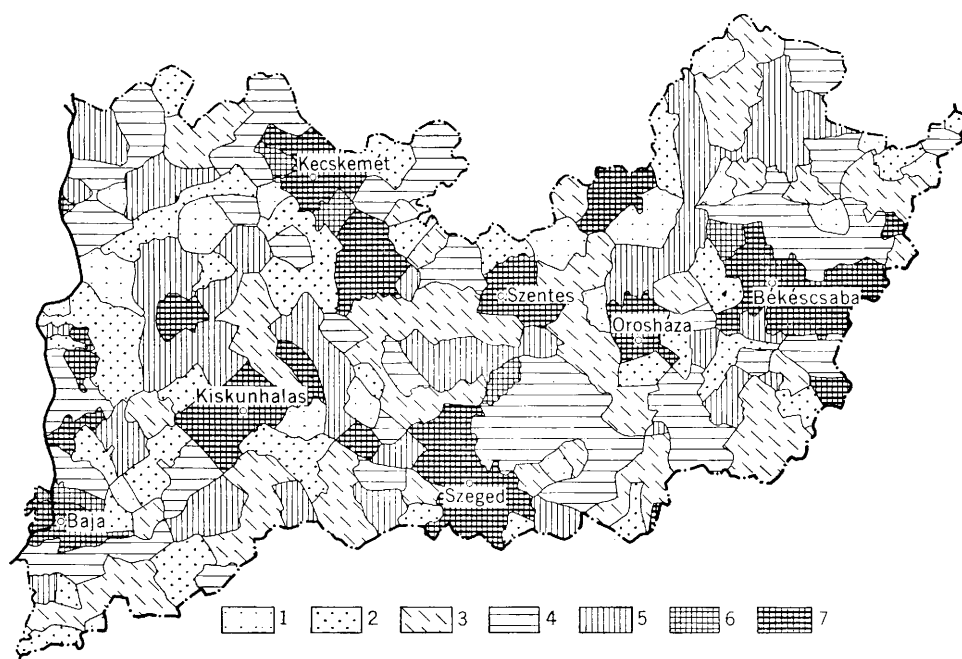 Kecskemét
Szentes
Békéscsaba
Orosháza
Kiskunhalas
Szeged
Baja
1 2 3 4 5 6 7